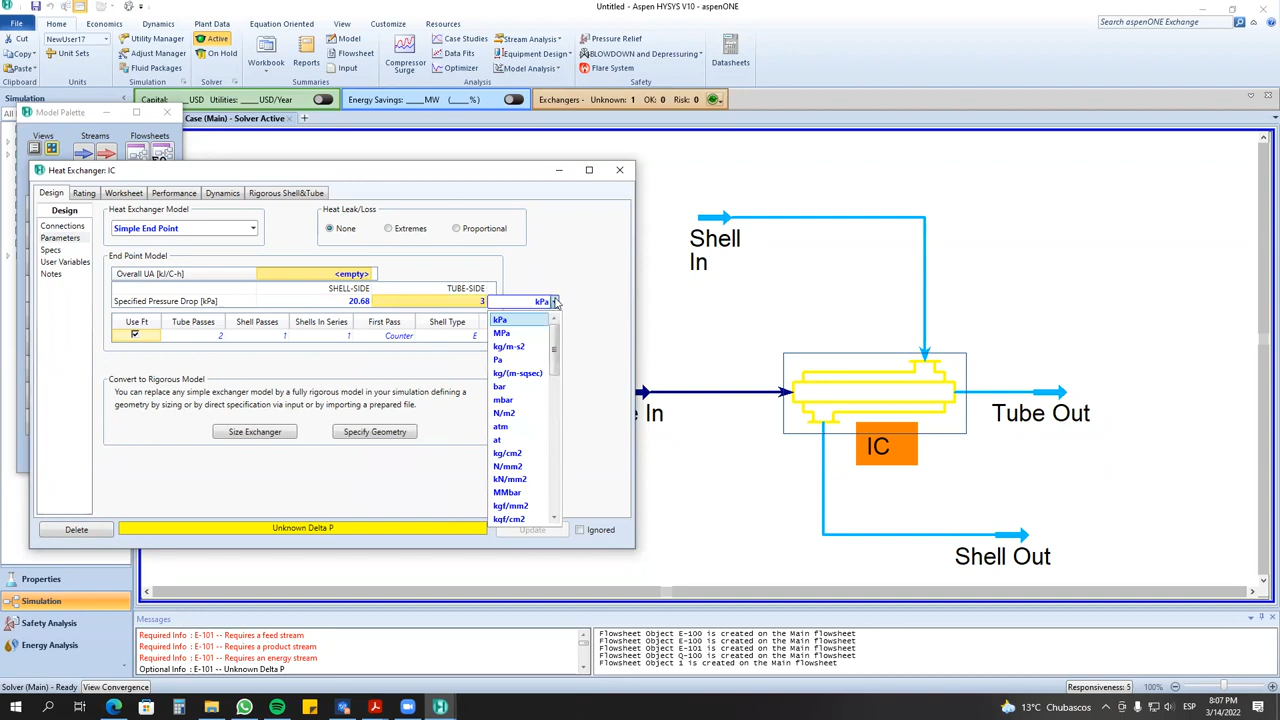 Untitled - Aspen HYSYS V10 - aspenONE
File Home Economics Dynamics Plant Data Equation Oriented View Customize Resources
Search aspenONE Exchange
Cut
Copy
Paste
Clipboard
NewUser17
Unit Sets
Units
Utility Manager
Adjust Manager
Fluid Packages
Simulation
Active
On Hold
Solver
Workbook
Reports
Model
Flowsheet
Input
Summaries
Compressor
Surge
Case Studies
Data Fits
Optimizer
Stream Analysis
Equipment Design
Model Analysis
Analysis
Pressure Relief
BLOWDOWN and Depressuring
Flare System
Safety
Datasheets
Simulation
Capital: ____ USD Utilities: ____ USD/Year
Energy Savings: ____ MW (____ %)
Exchangers - Unknown: 1 OK: 0 Risk: 0
All
Model Palette
Case (Main) - Solver Active
Views Streams Flowsheets
Heat Exchanger: IC
Design Rating Worksheet Performance Dynamics Rigorous Shell&Tube
Design
Connections
Parameters
Specs
User Variables
Notes
Heat Exchanger Model
Simple End Point
Heat Leak/Loss
None Extremes Proportional
End Point Model
Overall UA [kJ/C-h] <empty>
SHELL-SIDE TUBE-SIDE
Specified Pressure Drop [kPa] 20.68 3 kPa
Use Ft Tube Passes Shell Passes Shells In Series First Pass Shell Type
2 1 1 Counter E
Convert to Rigorous Model
You can replace any simple exchanger model by a fully rigorous model in your simulation defining a
geometry by sizing or by direct specification via input or by importing a prepared file.
Size Exchanger Specify Geometry
kPa
MPa
kg/m-s2
Pa
kg/(m-sqsec)
bar
mbar
N/m2
atm
at
kg/cm2
N/mm2
kN/mm2
MMbar
kgf/mm2
kgf/cm2
Delete Unknown Delta P Update Ignored
Shell
In
e In
Tube Out
IC
Shell Out
Properties
Simulation
Safety Analysis
Energy Analysis
Messages
Required Info : E-101 -- Requires a feed stream
Required Info : E-101 -- Requires a product stream
Required Info : E-101 -- Requires an energy stream
Optional Info : E-101 -- Unknown Delta P
Flowsheet Object E-100 is created on the Main flowsheet
Flowsheet Object E-101 is created on the Main flowsheet
Flowsheet Object Q-100 is created on the Main flowsheet
Flowsheet Object 1 is created on the Main flowsheet
Solver (Main) - Ready View Convergence
Responsiveness: 5 100%
13°C Chubascos
ESP
8:07 PM
3/14/2022